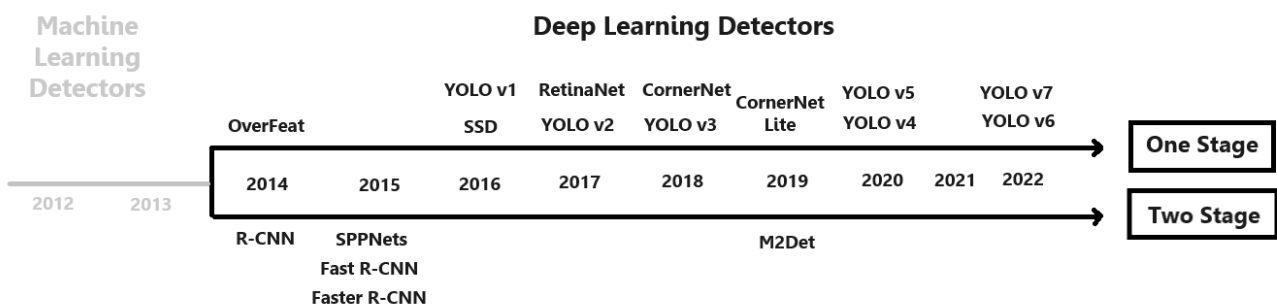 Machine
Learning
Detectors
Deep Learning Detectors
YOLO v1 RetinaNet CornerNet CornerNet YOLO v5 YOLO v7
OverFeat SSD YOLO v2 YOLO v3 Lite YOLO v4 YOLO v6
One Stage
2014 2015 2016 2017 2018 2019 2020 2021 2022
2012 2013
Two Stage
R-CNN SPPNets M2Det
Fast R-CNN
Faster R-CNN